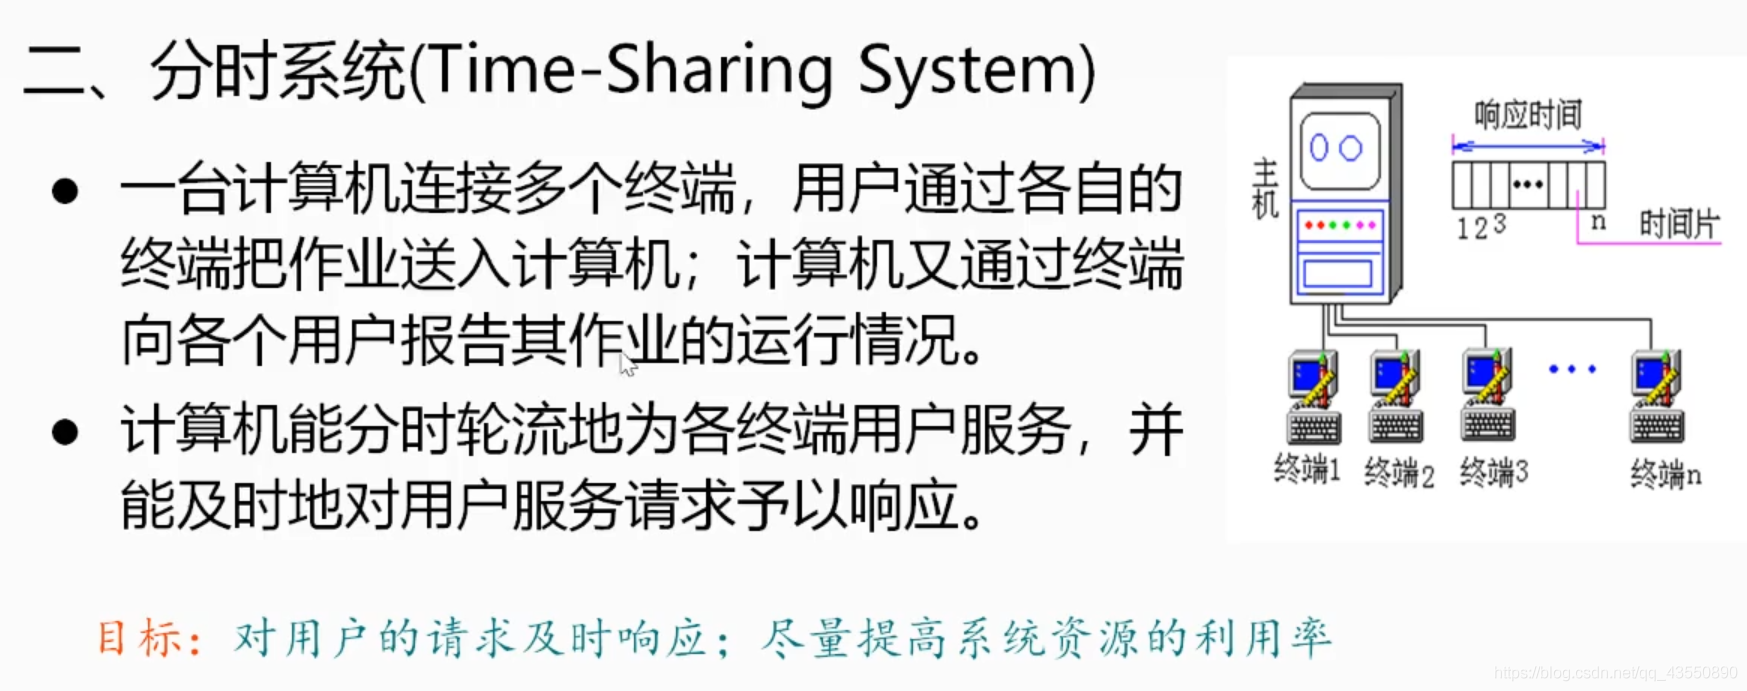 二、分时系统(Time-Sharing System)
● 一台计算机连接多个终端，用户通过各自的
终端把作业送入计算机；计算机又通过终端
向各个用户报告其作业的运行情况。
● 计算机能分时轮流地为各终端用户服务，并
能及时地对用户服务请求予以响应。
主机
响应时间
1 2 3 ••• n
时间片
终端1 终端2 终端3 ••• 终端n
目标：对用户的请求及时响应；尽量提高系统资源的利用率
https://blog.csdn.net/qq_43550890